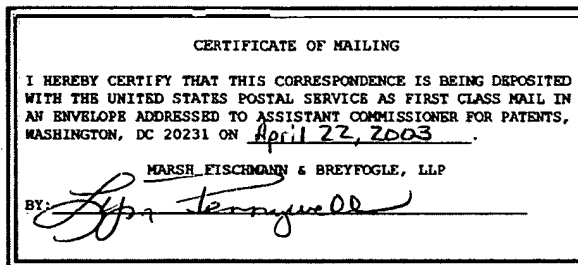 CERTIFICATE OF MAILING
I HEREBY CERTIFY THAT THIS CORRESPONDENCE IS BEING DEPOSITED
WITH THE UNITED STATES POSTAL SERVICE AS FIRST CLASS MAIL IN
AN ENVELOPE ADDRESSED TO ASSISTANT COMMISSIONER FOR PATENTS,
WASHINGTON, DC 20231 ON April 22, 2003.
MARSH FISCHMANN & BREYFOGLE, LLP
BY: Lyn